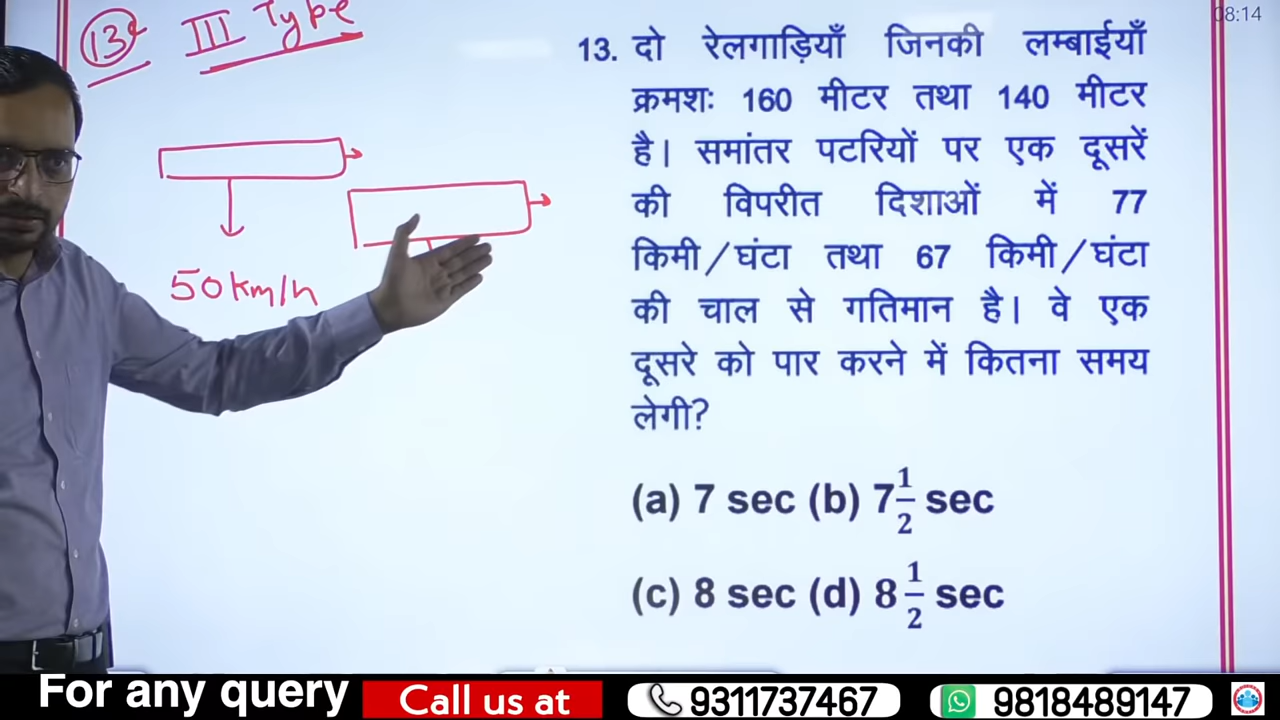 13. III Type
50km/h
08:14
13. दो रेलगाड़ियाँ जिनकी लम्बाईयाँ
क्रमशः 160 मीटर तथा 140 मीटर
है। समांतर पटरियों पर एक दूसरें
की विपरीत दिशाओं में 77
किमी/घंटा तथा 67 किमी/घंटा
की चाल से गतिमान है। वे एक
दूसरे को पार करने में कितना समय
लेगी?
(a) 7 sec (b) 7 1/2 sec
(c) 8 sec (d) 8 1/2 sec
For any query Call us at 9311737467 9818489147